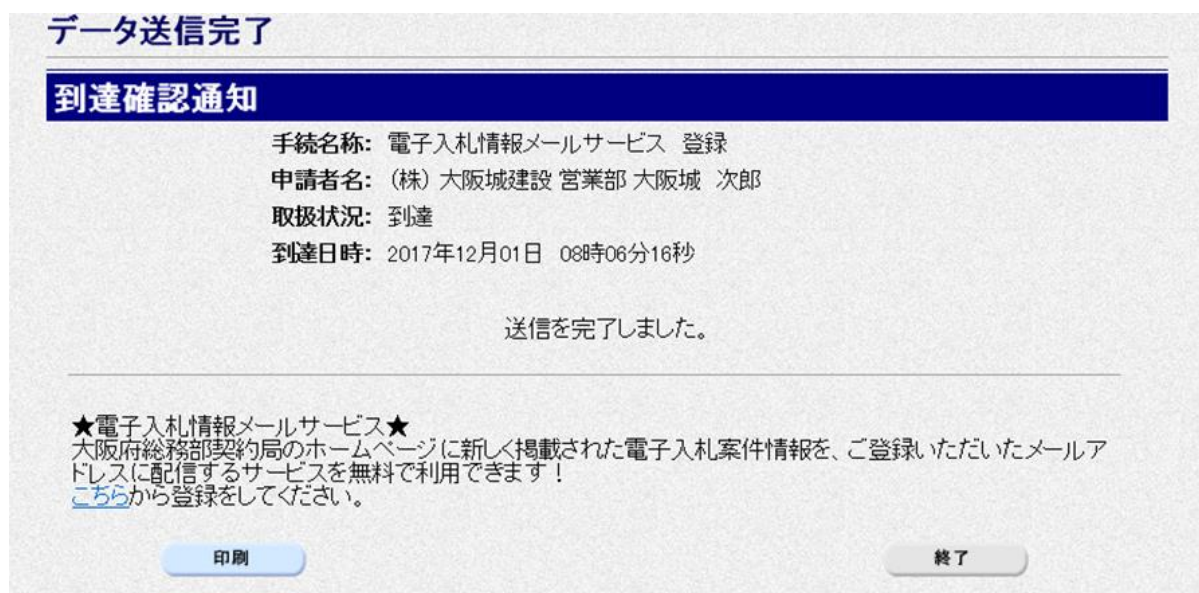 データ送信完了
到達確認通知
手続名称: 電子入札情報メールサービス 登録
申請者名: (株) 大阪城建設 営業部 大阪城 次郎
取扱状況: 到達
到達日時: 2017年12月01日 08時06分16秒
送信を完了しました。
★電子入札情報メールサービス★
大阪府総務部契約局のホームページに新しく掲載された電子入札案件情報を、ご登録いただいたメールア
ドレスに配信するサービスを無料で利用できます！
こちらから登録をしてください。
印刷 終了